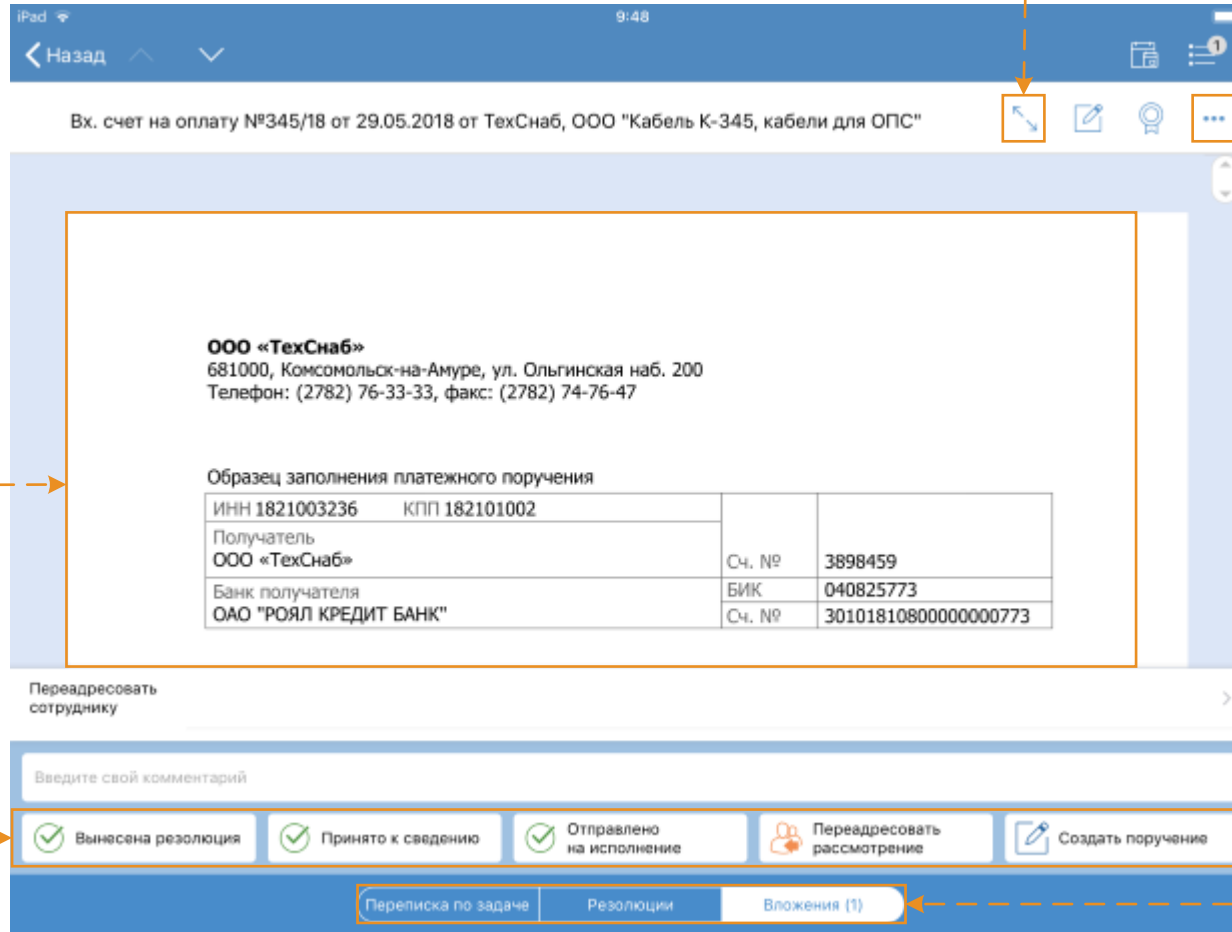 iPad 9:48
Назад
1
Вх. счет на оплату №345/18 от 29.05.2018 от ТехСнаб, ООО "Кабель К-345, кабели для ОПС"
ООО «ТехСнаб»
681000, Комсомольск-на-Амуре, ул. Ольгинская наб. 200
Телефон: (2782) 76-33-33, факс: (2782) 74-76-47
Образец заполнения платежного поручения
ИНН 1821003236 КПП 182101002
Получатель
ООО «ТехСнаб» Сч. № 3898459
Банк получателя БИК 040825773
ОАО "РОЯЛ КРЕДИТ БАНК" Сч. № 30101810800000000773
Переадресовать
сотруднику
Введите свой комментарий
Вынесена резолюция
Принято к сведению
Отправлено
на исполнение
Переадресовать
рассмотрение
Создать поручение
Переписка по задаче Резолюции Вложения (1)